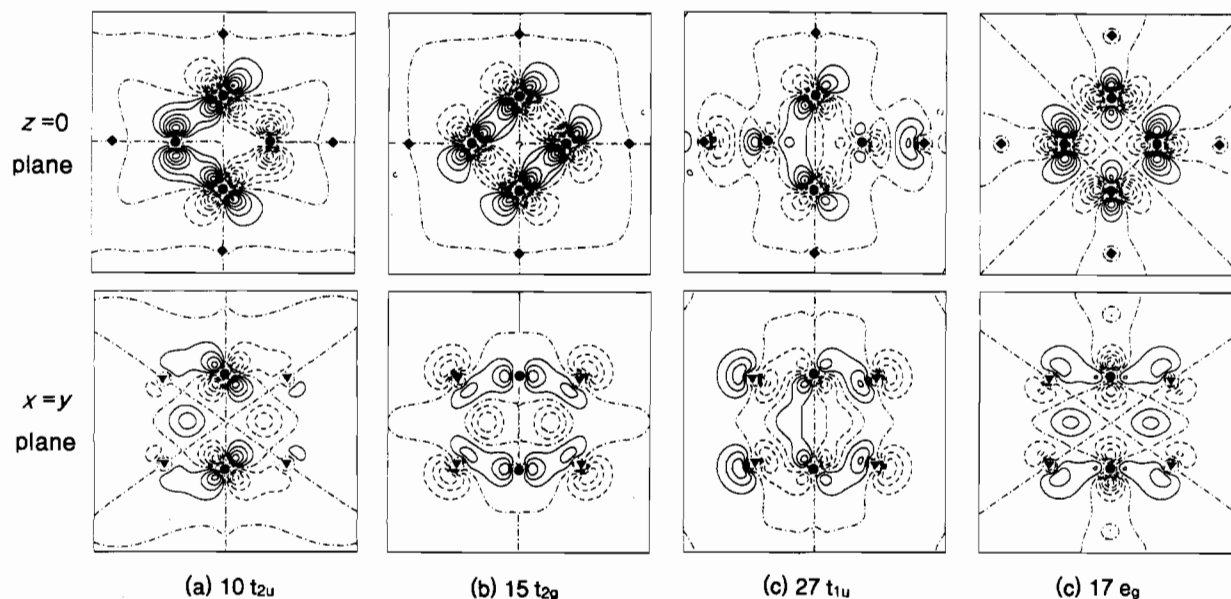 z=0
plane
x=y
plane
(a) 10 t2u
(b) 15 t2g
(c) 27 t1u
(c) 17 eg